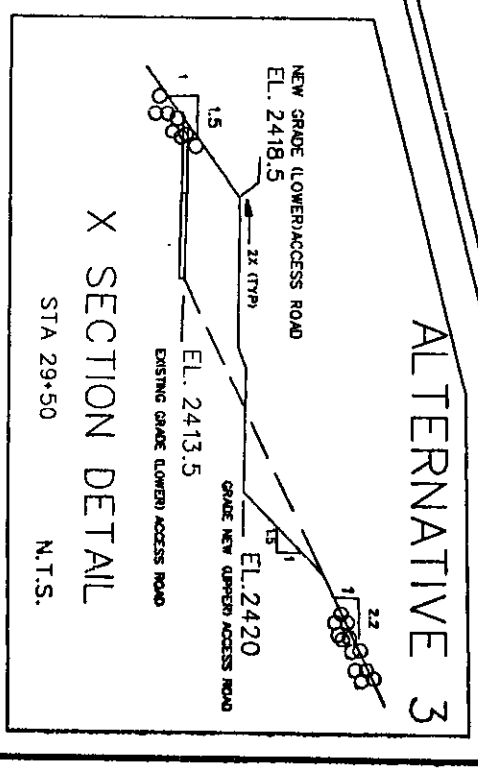 ALTERNATIVE 3
NEW GRADE (LOWER)ACCESS ROAD
EL. 2418.5
2% (TYP)
1
1.5
EL. 2413.5
EXISTING GRADE (LOWER) ACCESS ROAD
EL.2420
GRADE NEW (UPPER) ACCESS ROAD
1.5
1
1
2.2
X SECTION DETAIL
STA 29+50
N.T.S.